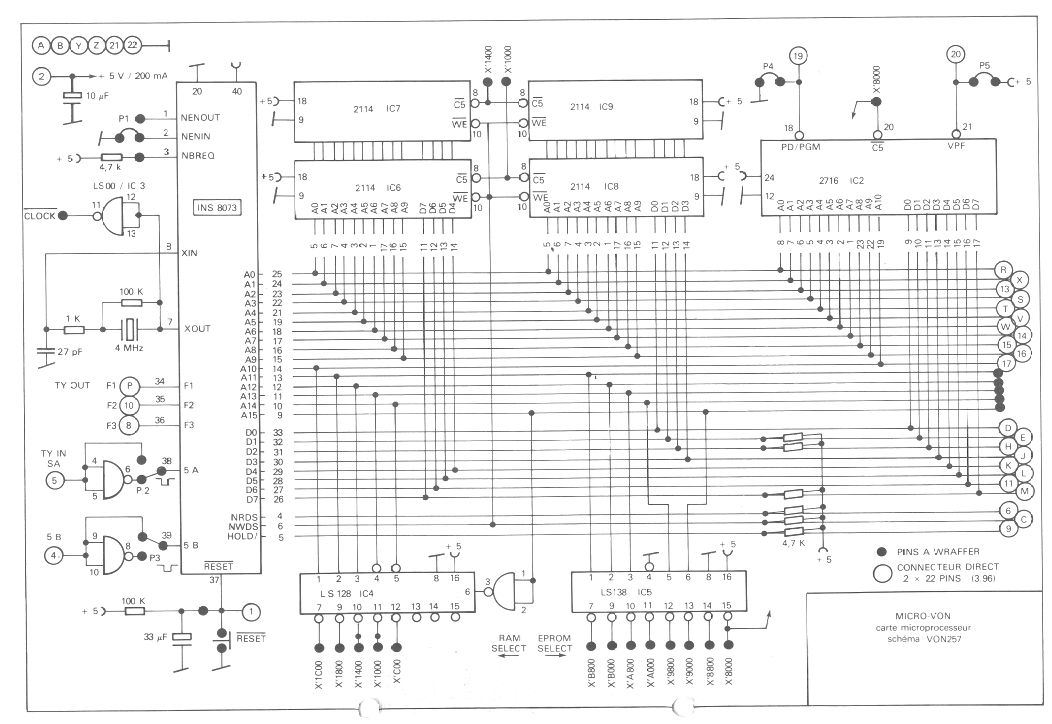 A B Y Z 21 22
2 + 5 V / 200 mA
10 µF
P1
1 NENOUT
2 NENIN
3 NBREQ
+ 5
4,7 k
LS00 / IC 3
CLOCK
11 12
13
20 40
INS 8073
8
XIN
100 K
1 K
7 XOUT
4 MHz
27 pF
TY OUT F1 P 34 F1
F2 10 35 F2
F3 8 36 F3
TY IN
SA
5
4 6 38
5 P2
5 A
5 B
4
9 8 39
10 P3
5 B
RESET
37
+ 5 100 K
1
33 µF
RESET
A0 25
A1 24
A2 23
A3 22
A4 21
A5 19
A6 18
A7 17
A8 16
A9 15
A10 14
A11 13
A12 12
A13 11
A14 10
A15 9
D0 33
D1 32
D2 31
D3 30
D4 29
D5 28
D6 27
D7 26
NRDS 4
NWDS 6
HOLD/ 5
+ 5 18 2114 IC7 8 C5
9 WE 10
+ 5 18 2114 IC6 8 C5
9 WE 10
A0 A1 A2 A3 A4 A5 A6 A7 A8 A9 D7 D6 D5 D4
5 6 7 4 3 2 1 17 16 15 11 12 13 14
X'1400 X'1000
8 C5 2114 IC9 18 + 5
10 WE 9
8 C5 2114 IC8 18 + 5
10 WE 9
A0 A1 A2 A3 A4 A5 A6 A7 A8 A9 D0 D1 D2 D3
5 6 7 4 3 2 1 17 16 15 11 12 13 14
19 20
P4 P5 + 5
X'8000
18 20 21
PD/PGM C5 VPF
+ 5 24 2716 IC2
12
A0 A1 A2 A3 A4 A5 A6 A7 A8 A9 A10 D0 D1 D2 D3 D4 D5 D6 D7
8 7 6 5 4 3 2 1 23 22 19 9 10 11 13 14 15 16 17
R
X
13
S
T
V
W
14
15
16
17
D
E
H
J
K
L
11
M
6
C
9
4,7 K
+ 5
PINS A WRAFFER
CONNECTEUR DIRECT
2 × 22 PINS (3.96)
+ 5
1 2 3 4 5 8 16
LS128 IC4 6
7 9 10 11 12 13 14 15
X'1C00 X'1800 X'1400 X'1000 X'C00
3 1
2
RAM
SELECT
EPROM
SELECT
+ 5
1 2 3 4 5 6 8 16
LS138 IC5
7 9 10 11 12 13 14 15
X'B800 X'B000 X'A800 X'A000 X'9800 X'9000 X'8800 X'8000
MICRO-VON
carte microprocesseur
schéma VON257